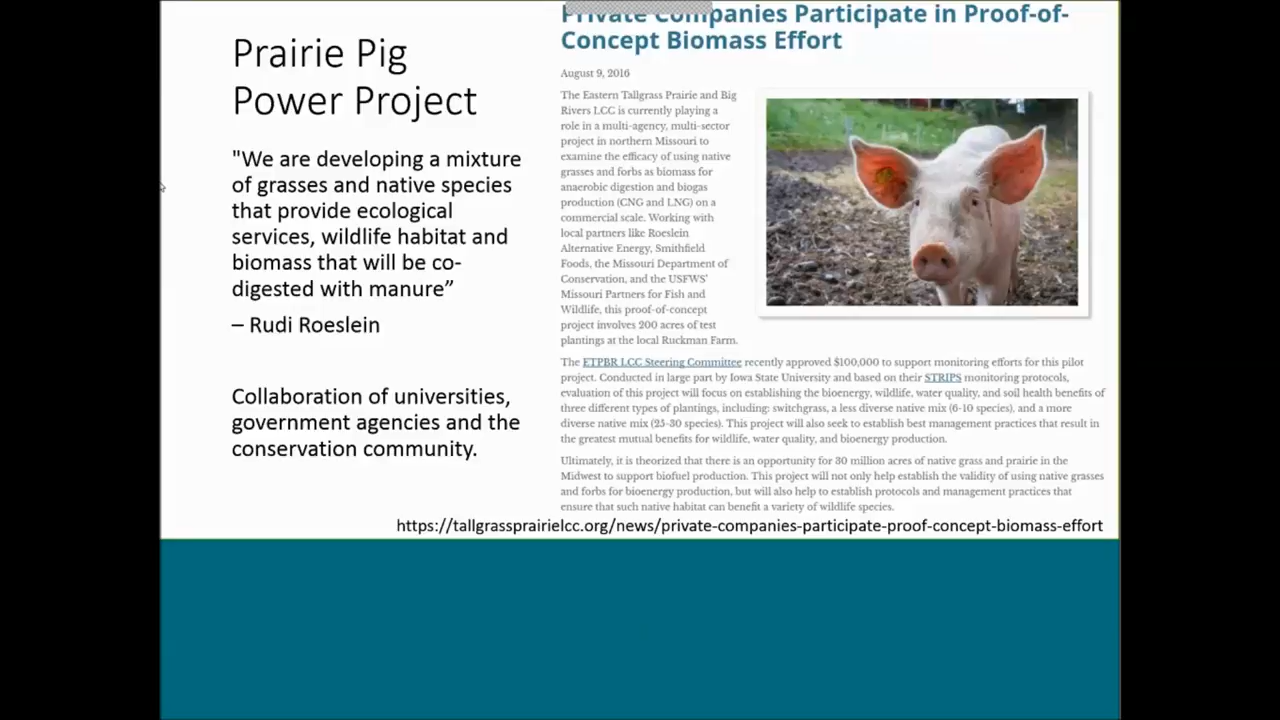 Prairie Pig
Power Project
"We are developing a mixture
of grasses and native species
that provide ecological
services, wildlife habitat and
biomass that will be co-
digested with manure”
– Rudi Roeslein
Collaboration of universities,
government agencies and the
conservation community.
Private Companies Participate in Proof-of-
Concept Biomass Effort
August 9, 2016
The Eastern Tallgrass Prairie and Big
Rivers LCC is currently playing a
role in a multi-agency, multi-sector
project in northern Missouri to
examine the efficacy of using native
grasses and forbs as biomass for
anaerobic digestion and biogas
production (CNG and LNG) on a
commercial scale. Working with
local partners like Roeslein
Alternative Energy, Smithfield
Foods, the Missouri Department of
Conservation, and the USFWS'
Missouri Partners for Fish and
Wildlife, this proof-of-concept
project involves 200 acres of test
plantings at the local Ruckman Farm.
The ETPBR LCC Steering Committee recently approved $100,000 to support monitoring efforts for this pilot
project. Conducted in large part by Iowa State University and based on their STRIPS monitoring protocols,
evaluation of this project will focus on establishing the bioenergy, wildlife, water quality, and soil health benefits of
three different types of plantings, including: switchgrass, a less diverse native mix (6-10 species), and a more
diverse native mix (25-30 species). This project will also seek to establish best management practices that result in
the greatest mutual benefits for wildlife, water quality, and bioenergy production.
Ultimately, it is theorized that there is an opportunity for 30 million acres of native grass and prairie in the
Midwest to support biofuel production. This project will not only help establish the validity of using native grasses
and forbs for bioenergy production, but will also help to establish protocols and management practices that
ensure that such native habitat can benefit a variety of wildlife species.
https://tallgrassprairielcc.org/news/private-companies-participate-proof-concept-biomass-effort